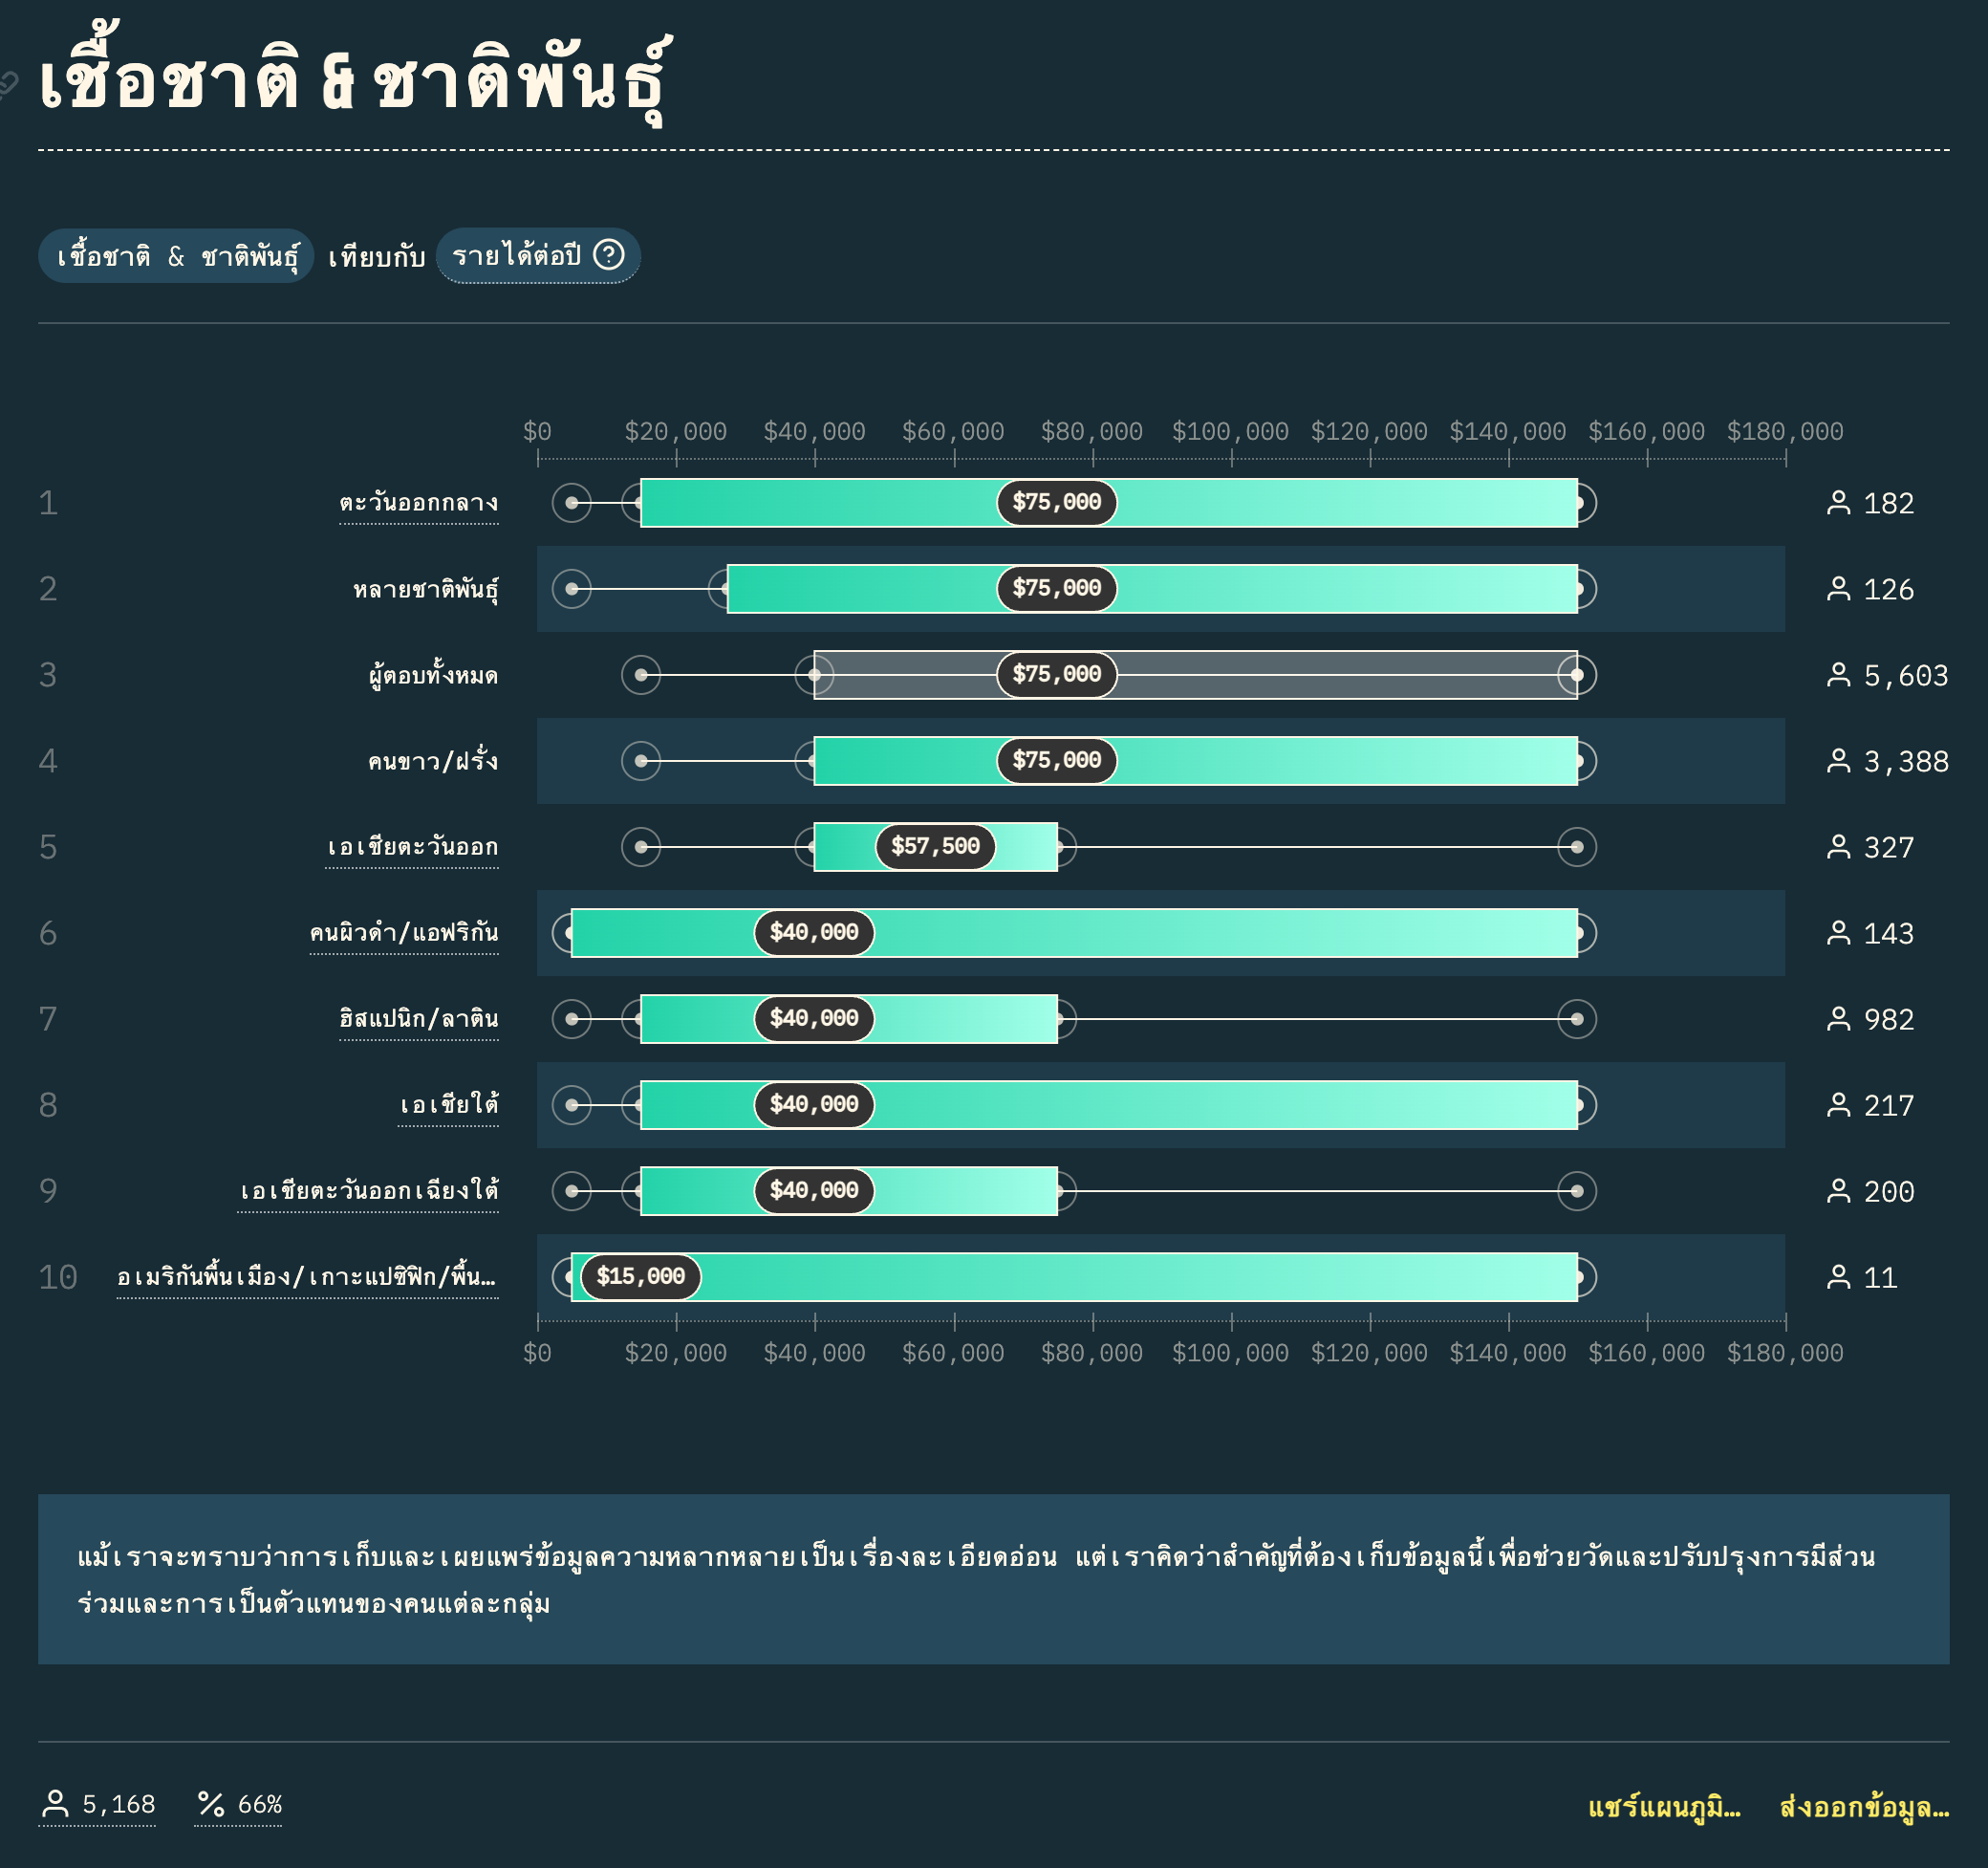 เชื้อชาติ & ชาติพันธุ์
เชื้อชาติ & ชาติพันธุ์ เทียบกับ รายได้ต่อปี
$0 $20,000 $40,000 $60,000 $80,000 $100,000 $120,000 $140,000 $160,000 $180,000
1 ตะวันออกกลาง $75,000 182
2 หลายชาติพันธุ์ $75,000 126
3 ผู้ตอบทั้งหมด $75,000 5,603
4 คนขาว/ฝรั่ง $75,000 3,388
5 เอเชียตะวันออก $57,500 327
6 คนผิวดำ/แอฟริกัน $40,000 143
7 ฮิสแปนิก/ลาติน $40,000 982
8 เอเชียใต้ $40,000 217
9 เอเชียตะวันออกเฉียงใต้ $40,000 200
10 อเมริกันพื้นเมือง/เกาะแปซิฟิก/พื้น… $15,000 11
$0 $20,000 $40,000 $60,000 $80,000 $100,000 $120,000 $140,000 $160,000 $180,000
แม้เราจะทราบว่าการเก็บและเผยแพร่ข้อมูลความหลากหลายเป็นเรื่องละเอียดอ่อน แต่เราคิดว่าสำคัญที่ต้องเก็บข้อมูลนี้เพื่อช่วยวัดและปรับปรุงการมีส่วน
ร่วมและการเป็นตัวแทนของคนแต่ละกลุ่ม
5,168 66% แชร์แผนภูมิ… ส่งออกข้อมูล…